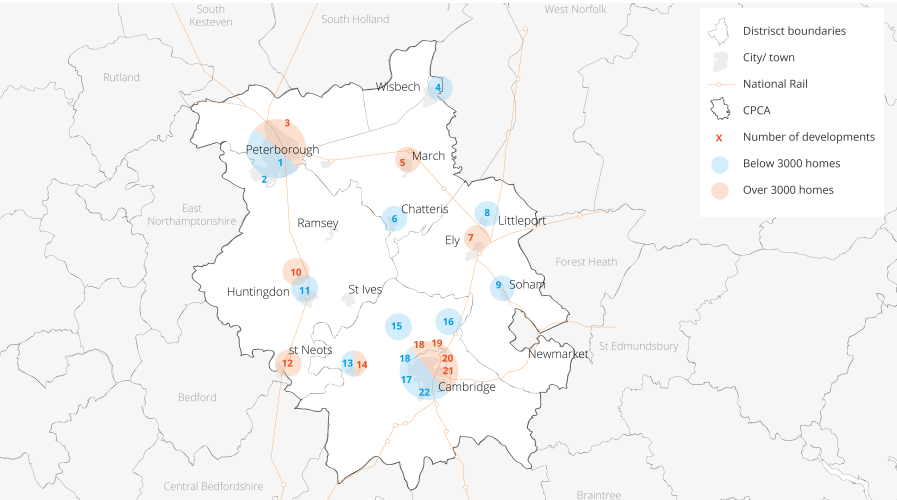 South
Kesteven
South Holland
West Norfolk
Distrisct boundaries
City/ town
National Rail
CPCA
x Number of developments
Below 3000 homes
Over 3000 homes
Rutland
Wisbech
4
3
Peterborough
1
2
5
March
East
Northamptonshire
Ramsey
6
Chatteris
8
Littleport
7
Ely
Forest Heath
10
11
Huntingdon
St Ives
9
Soham
15
16
st Neots
12
13
14
18
19
18
20
21
17
22
Cambridge
Newmarket
St Edmundsbury
Bedford
Central Bedfordshire
Braintree